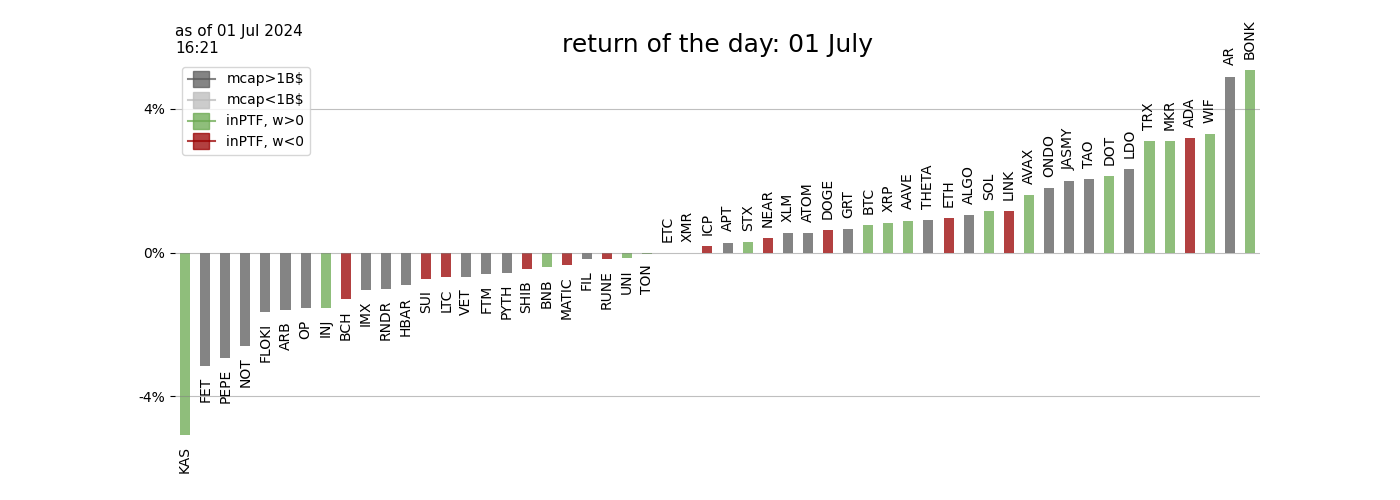 as of 01 Jul 2024
16:21
return of the day: 01 July
mcap>1B$
mcap<1B$
inPTF, w>0
inPTF, w<0
4%
0%
-4%
KAS
FET
PEPE
NOT
FLOKI
ARB
OP
INJ
BCH
IMX
RNDR
HBAR
SUI
LTC
VET
FTM
PYTH
SHIB
BNB
MATIC
FIL
RUNE
UNI
TON
ETC
XMR
ICP
APT
STX
NEAR
XLM
ATOM
DOGE
GRT
BTC
XRP
AAVE
THETA
ETH
ALGO
SOL
LINK
AVAX
ONDO
JASMY
TAO
DOT
LDO
TRX
MKR
ADA
WIF
AR
BONK